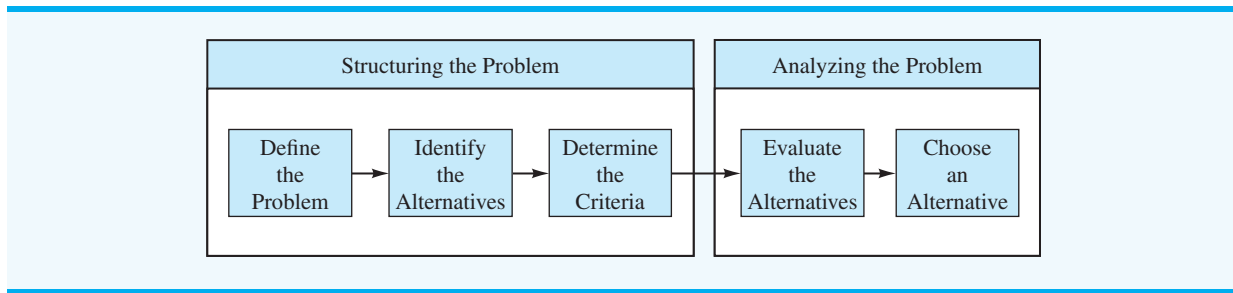 Structuring the Problem
Analyzing the Problem
Define
the
Problem
Identify
the
Alternatives
Determine
the
Criteria
Evaluate
the
Alternatives
Choose
an
Alternative